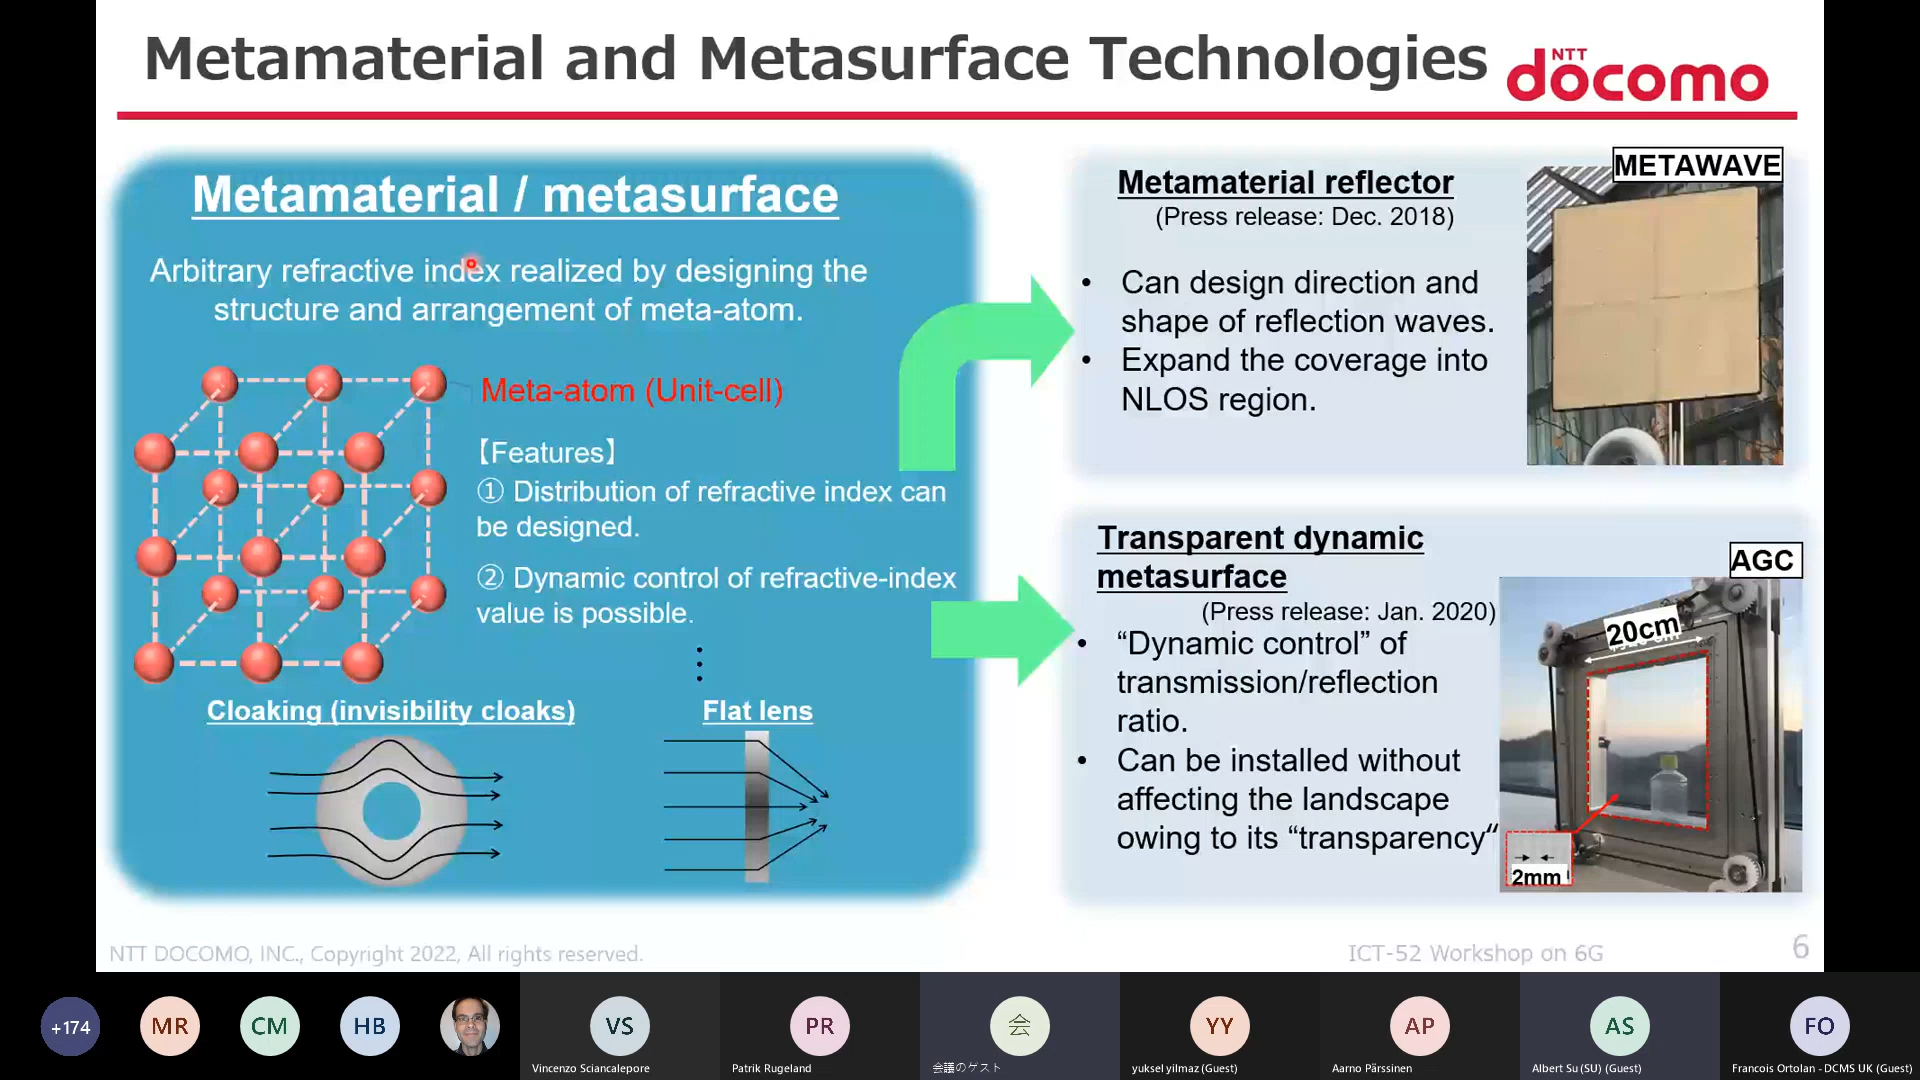 Metamaterial and Metasurface Technologies
NTT
docomo
Metamaterial / metasurface
Arbitrary refractive index realized by designing the
structure and arrangement of meta-atom.
Meta-atom (Unit-cell)
【Features】
① Distribution of refractive index can
be designed.
② Dynamic control of refractive-index
value is possible.
Cloaking (invisibility cloaks)
Flat lens
Metamaterial reflector
(Press release: Dec. 2018)
METAWAVE
• Can design direction and
shape of reflection waves.
• Expand the coverage into
NLOS region.
Transparent dynamic
metasurface
(Press release: Jan. 2020)
AGC
• “Dynamic control” of
transmission/reflection
ratio.
• Can be installed without
affecting the landscape
owing to its “transparency“
20cm
2mm
NTT DOCOMO, INC., Copyright 2022, All rights reserved.
ICT-52 Workshop on 6G
6
+174
MR
CM
HB
VS
Vincenzo Sciancalepore
PR
Patrik Rugeland
会
会議のゲスト
YY
yuksel yilmaz (Guest)
AP
Aarno Pärssinen
AS
Albert Su (SU) (Guest)
FO
Francois Ortolan - DCMS UK (Guest)